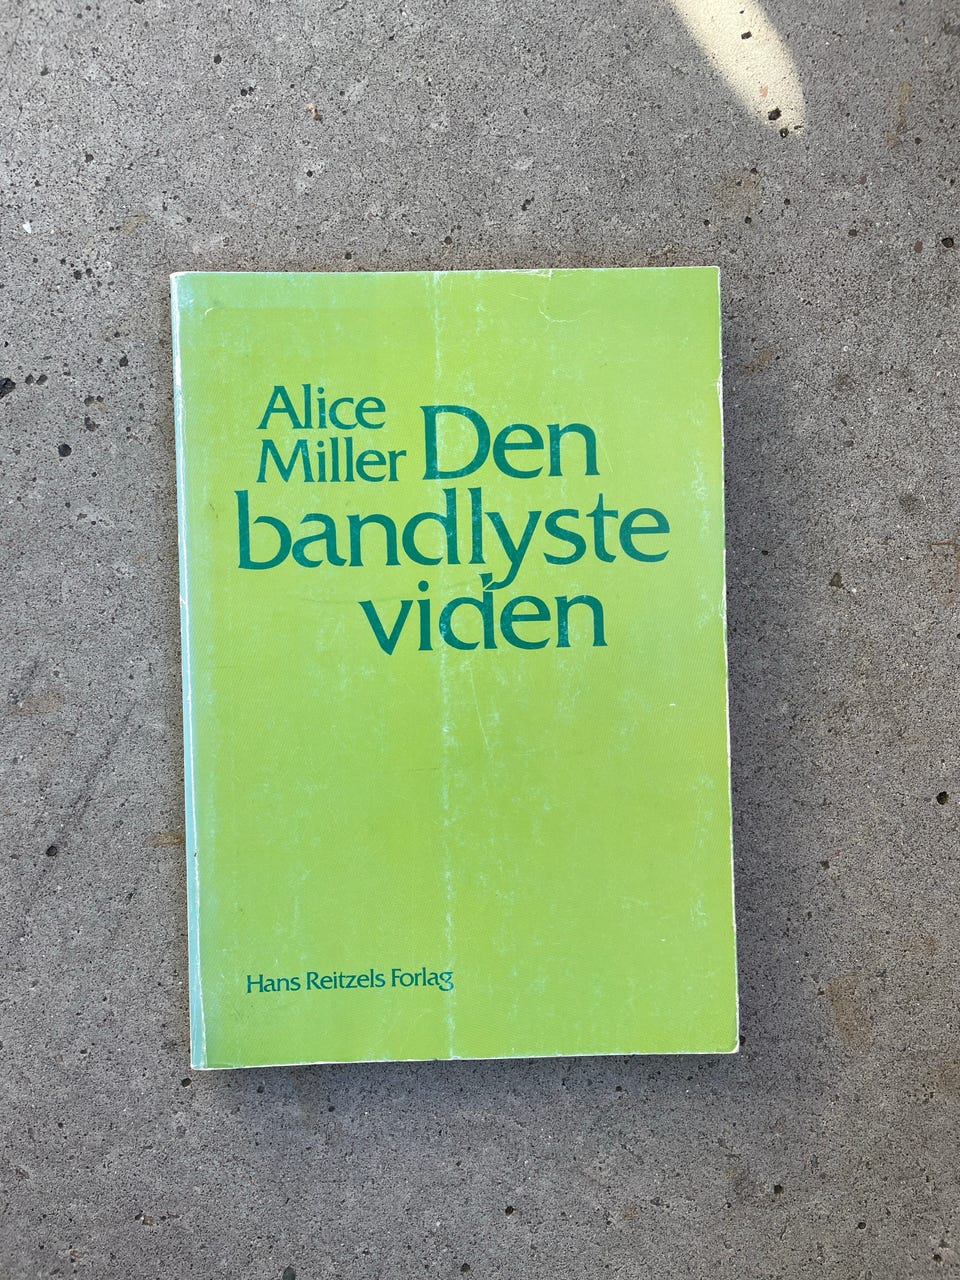 Alice
Miller Den
bandlyste
viden
Hans Reitzels Forlag